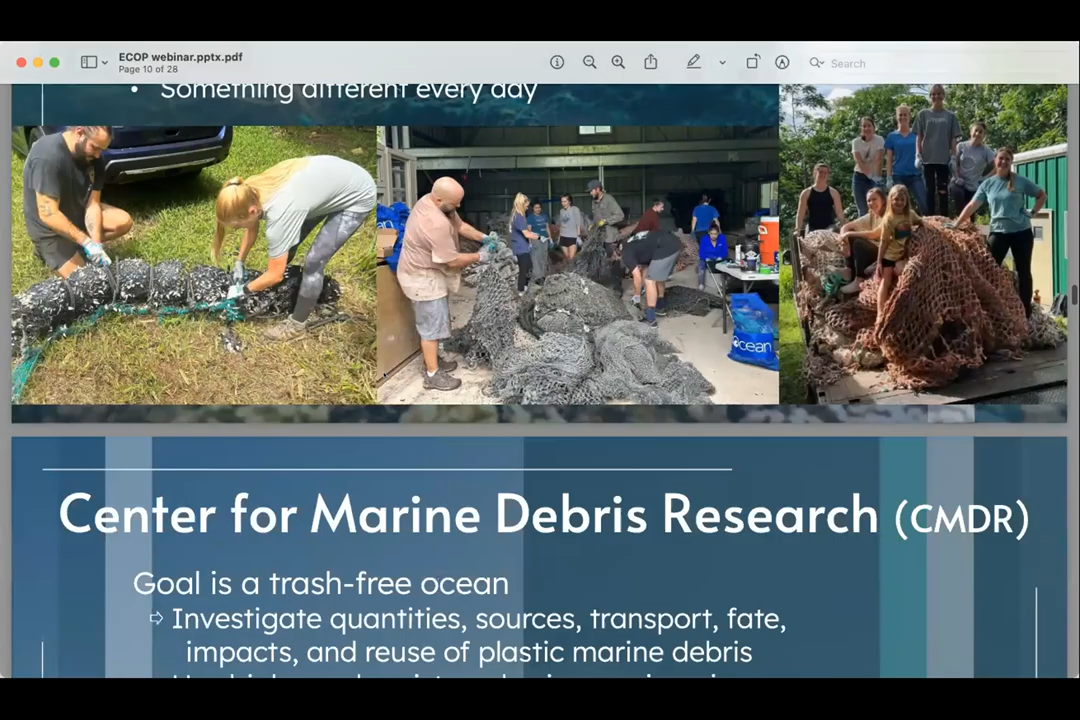 ECOP webinar.pptx.pdf
Page 10 of 28
Search
• Something different every day
ocean
Center for Marine Debris Research (CMDR)
Goal is a trash-free ocean
⇨ Investigate quantities, sources, transport, fate,
impacts, and reuse of plastic marine debris